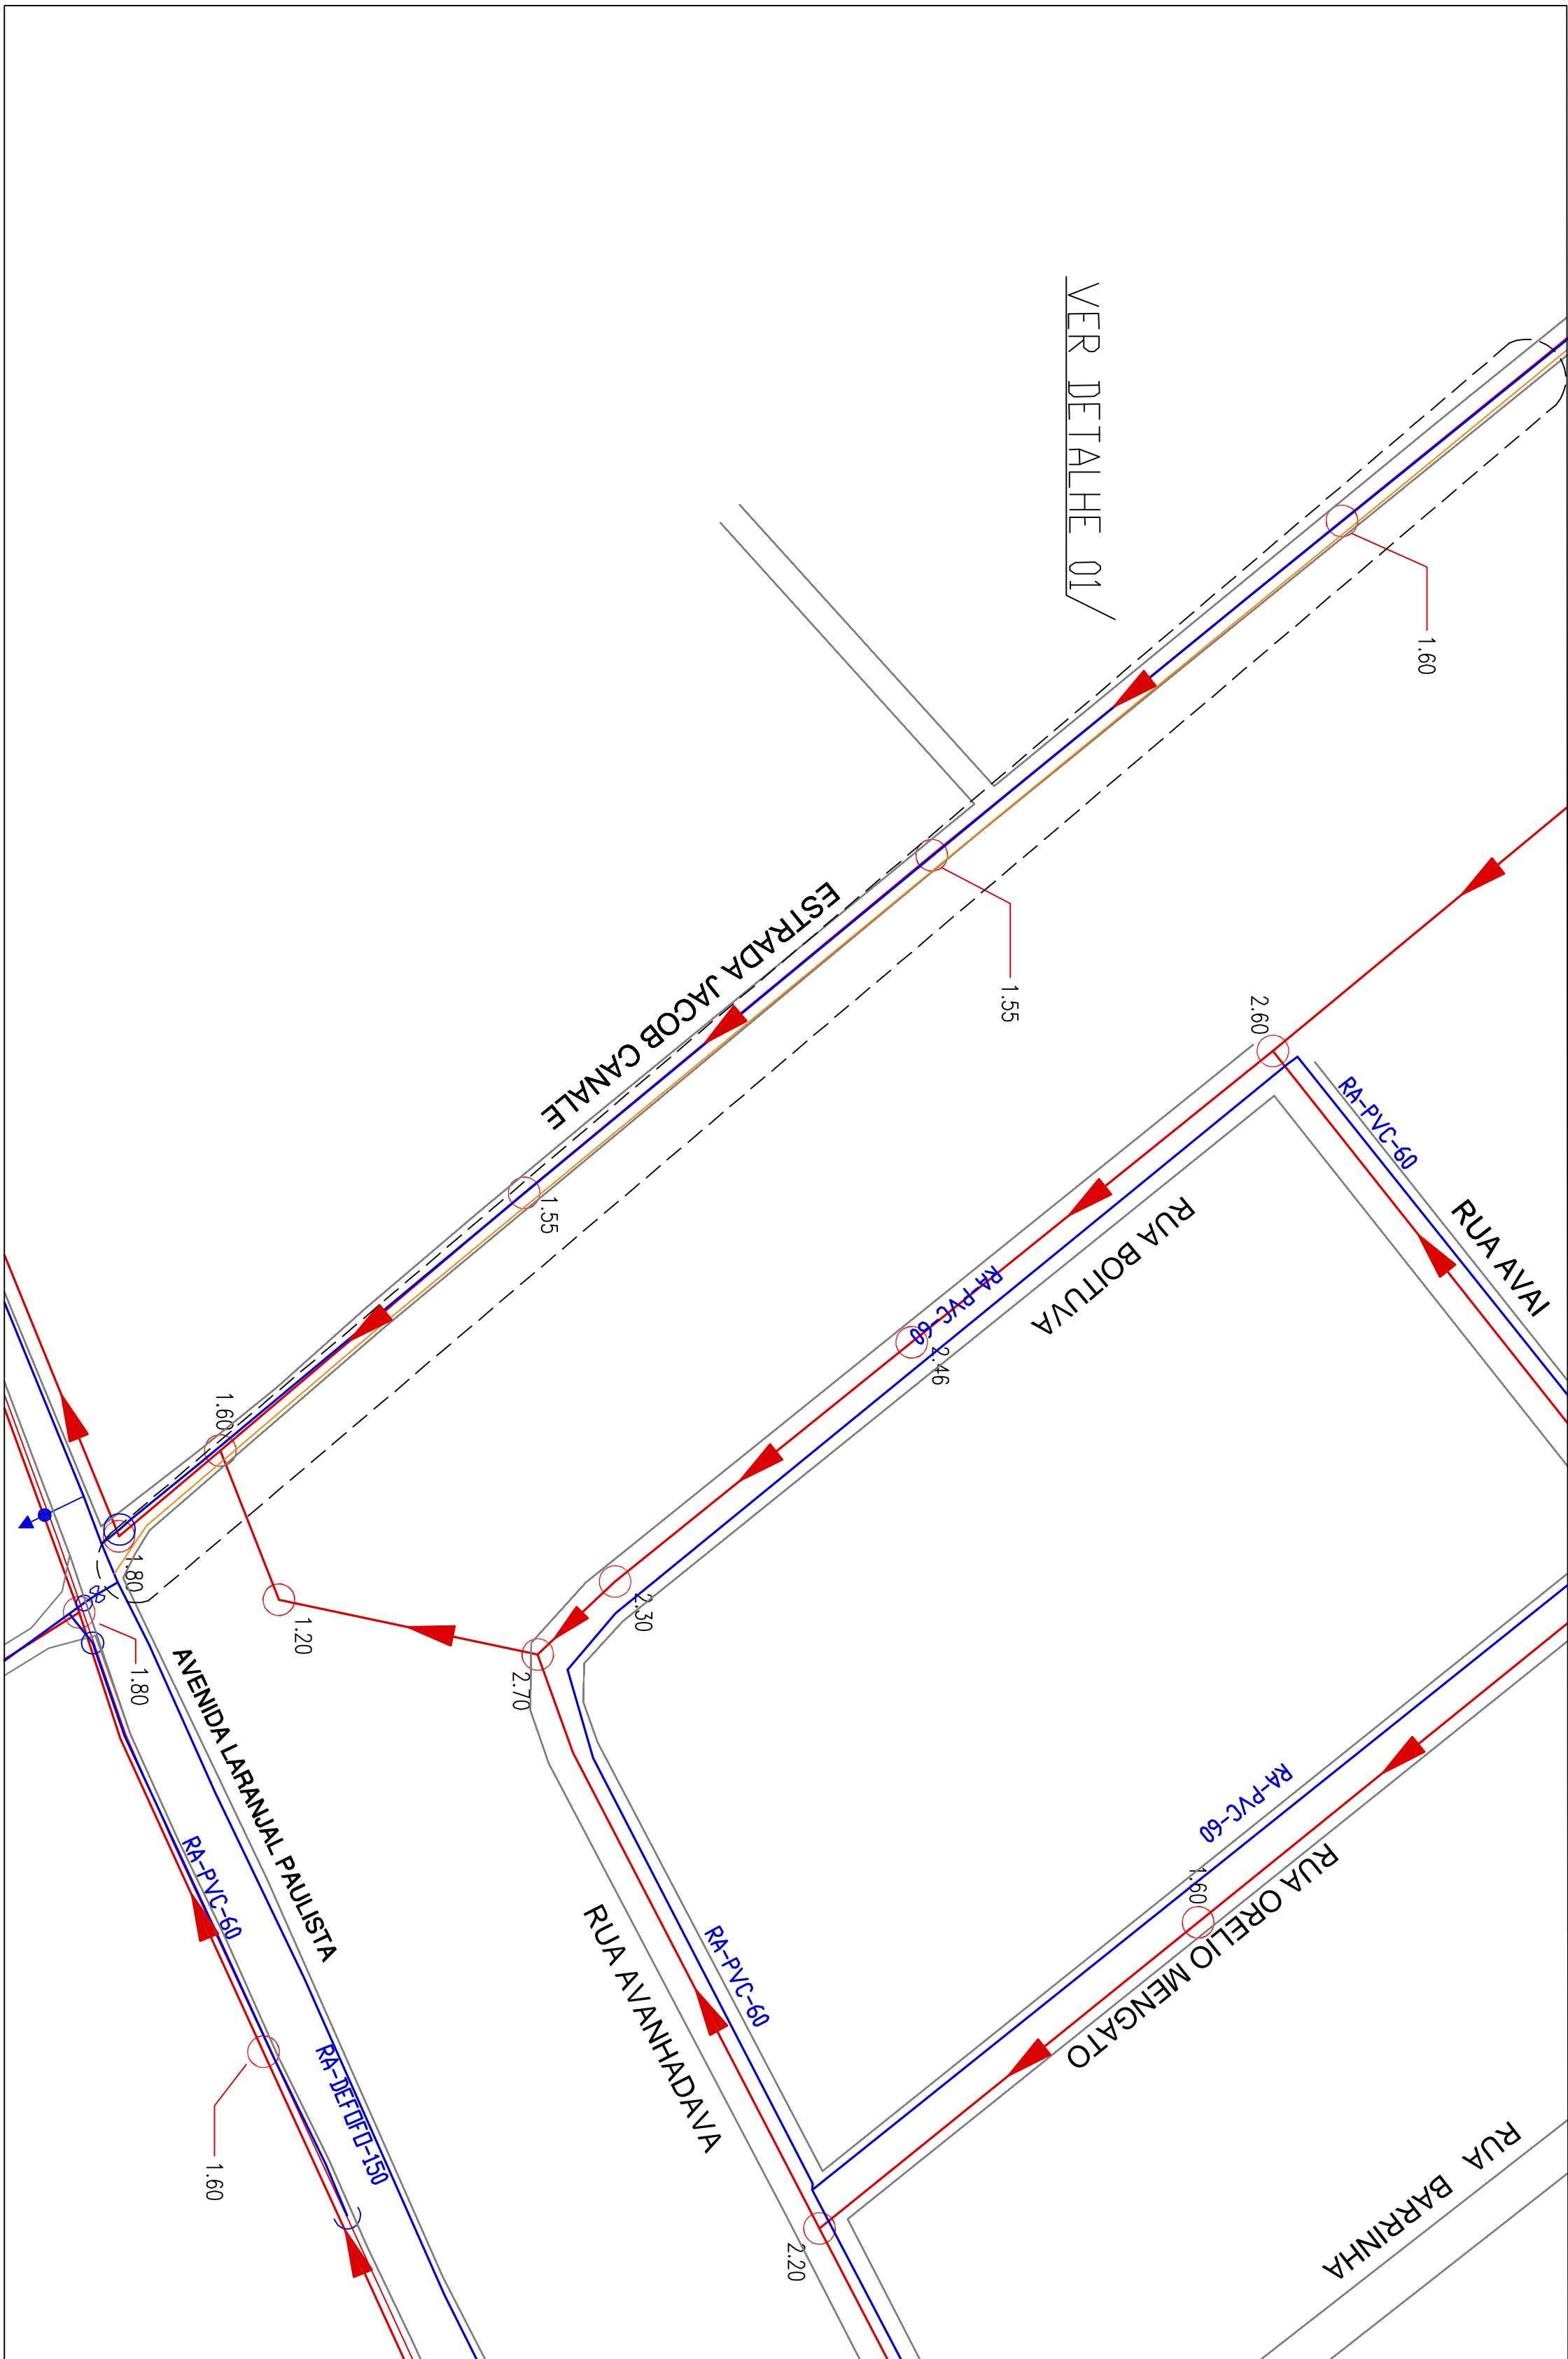 VER DETALHE 01
1.60
1.55
ESTRADA JACOB CANALE
2.60
RA-PVC-60
RUA AVAI
RUA BOITUVA
RA-PVC-60
2.46
1.55
1.60
1.80
1.20
2.30
2.70
1.80
AVENIDA LARANJAL PAULISTA
RA-PVC-60
RA-PVC-60
1.60
RUA ORELIO MENGATO
RUA AVANHADAVA
RA-PVC-60
RA-DEFOFO-150
1.60
2.20
RUA BARRINHA